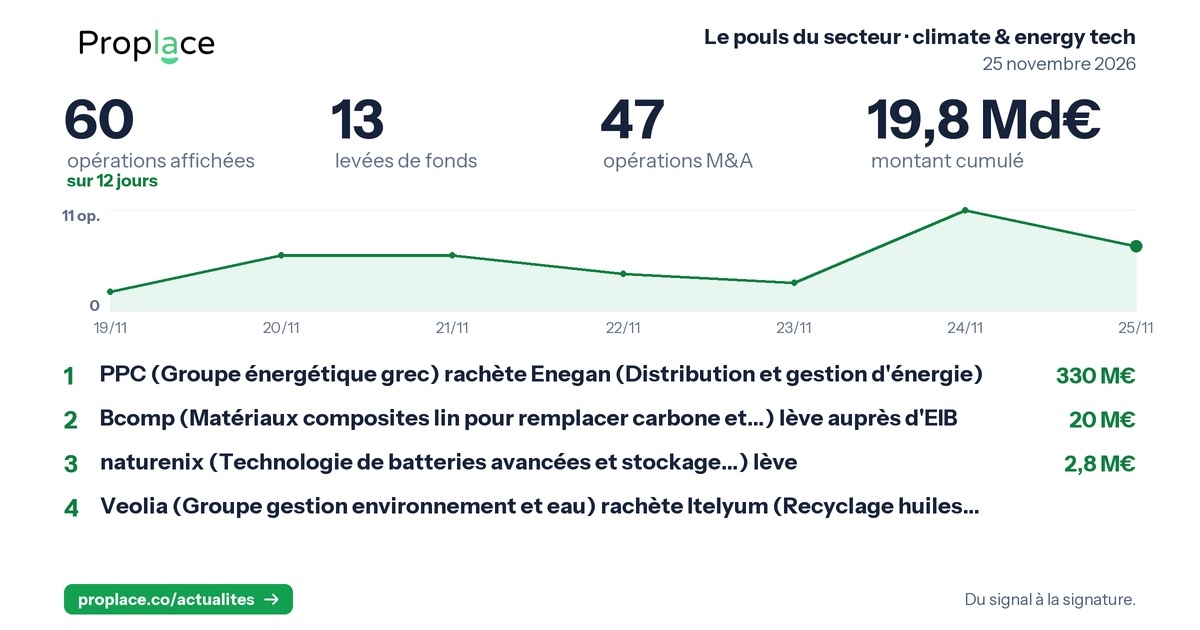 Proplace
Le pouls du secteur · climate & energy tech
25 novembre 2026
60
opérations affichées
sur 12 jours
13
levées de fonds
47
opérations M&A
19,8 Md€
montant cumulé
11 op.
0
19/11 20/11 21/11 22/11 23/11 24/11 25/11
1 PPC (Groupe énergétique grec) rachète Enegan (Distribution et gestion d'énergie) 330 M€
2 Bcomp (Matériaux composites lin pour remplacer carbone et...) lève auprès d'EIB 20 M€
3 naturenix (Technologie de batteries avancées et stockage...) lève 2,8 M€
4 Veolia (Groupe gestion environnement et eau) rachète Itelyum (Recyclage huiles...
proplace.co/actualites →
Du signal à la signature.